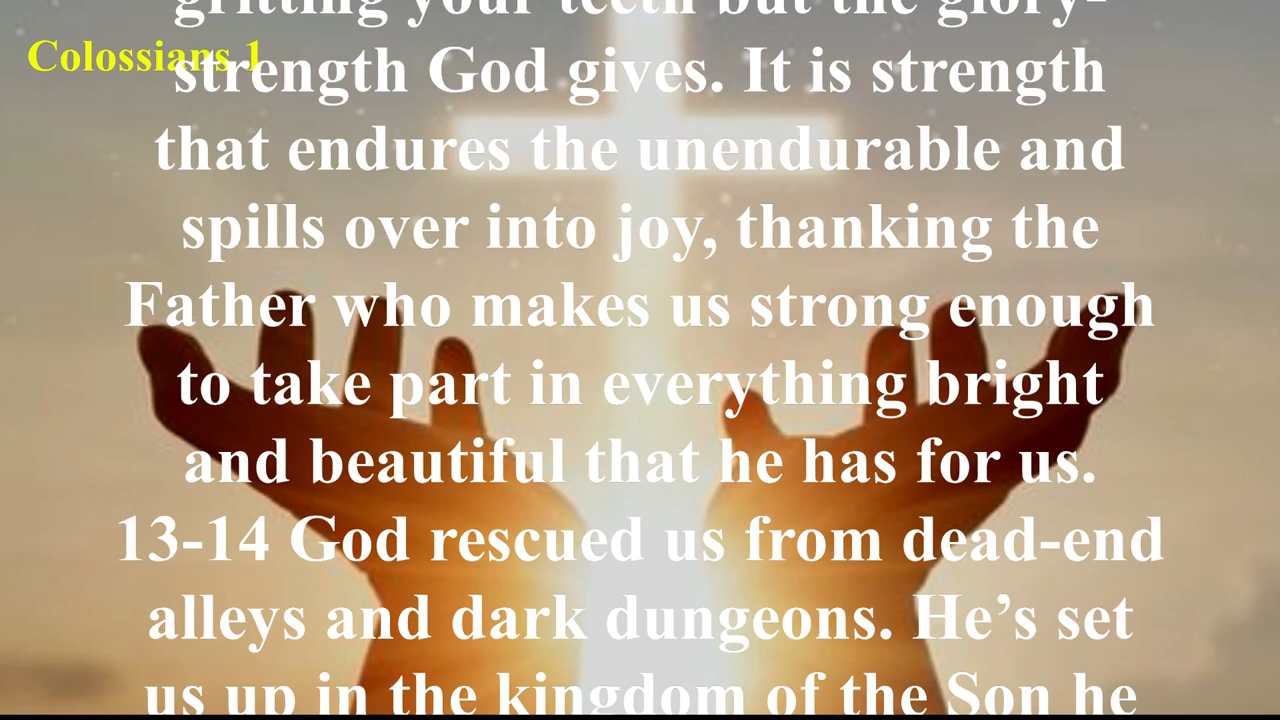 gritting your teeth but the glory-
Colossians 1
strength God gives. It is strength
that endures the unendurable and
spills over into joy, thanking the
Father who makes us strong enough
to take part in everything bright
and beautiful that he has for us.
13-14 God rescued us from dead-end
alleys and dark dungeons. He’s set
us up in the kingdom of the Son he